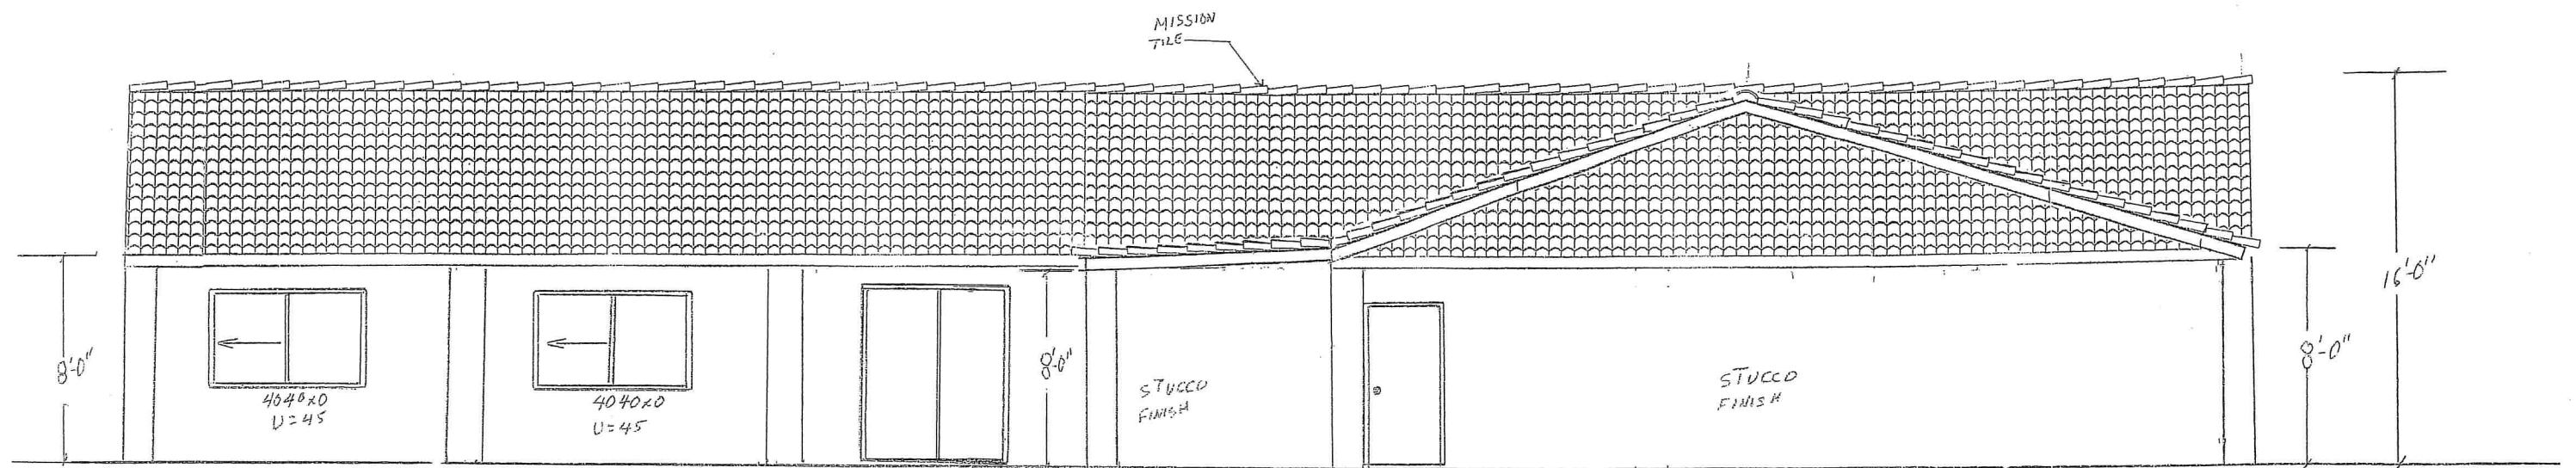 MISSION
TILE
8'-0"
4040x0
U=45
4040x0
U=45
8'-0"
STUCCO
FINISH
STUCCO
FINISH
8'-0"
16'-0"